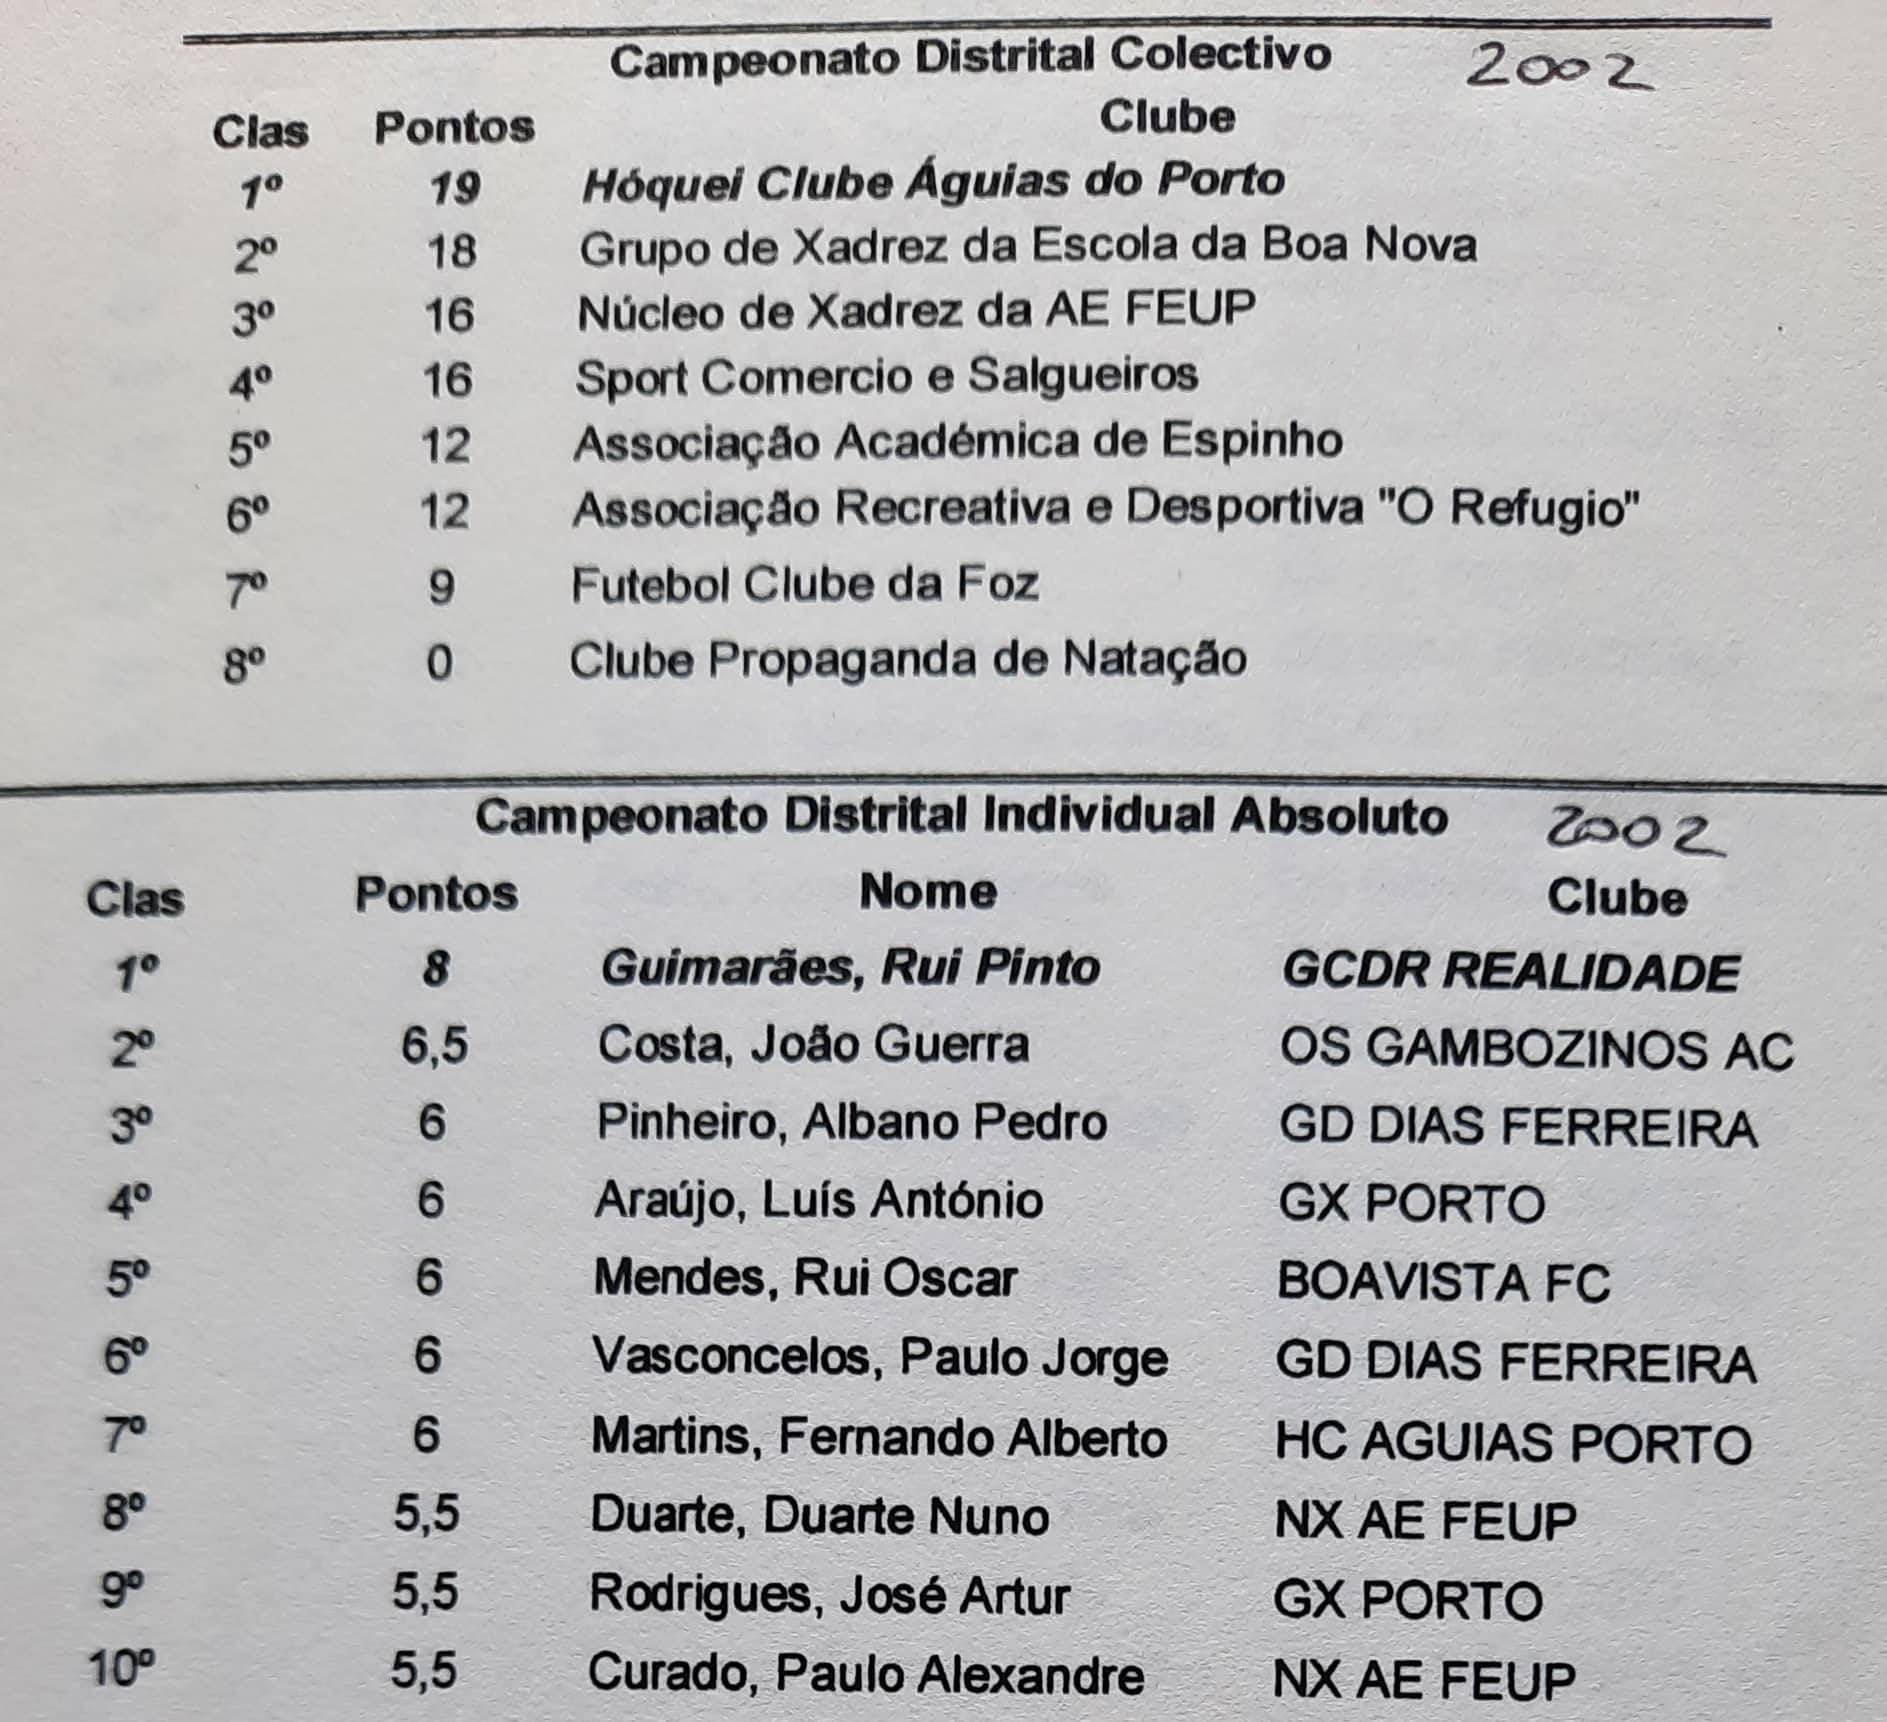 Campeonato Distrital Colectivo 2002
Clas Pontos Clube
1º 19 Hóquei Clube Águias do Porto
2º 18 Grupo de Xadrez da Escola da Boa Nova
3º 16 Núcleo de Xadrez da AE FEUP
4º 16 Sport Comercio e Salgueiros
5º 12 Associação Académica de Espinho
6º 12 Associação Recreativa e Desportiva "O Refugio"
7º 9 Futebol Clube da Foz
8º 0 Clube Propaganda de Natação
Campeonato Distrital Individual Absoluto 2002
Clas Pontos Nome Clube
1º 8 Guimarães, Rui Pinto GCDR REALIDADE
2º 6,5 Costa, João Guerra OS GAMBOZINOS AC
3º 6 Pinheiro, Albano Pedro GD DIAS FERREIRA
4º 6 Araújo, Luís António GX PORTO
5º 6 Mendes, Rui Oscar BOAVISTA FC
6º 6 Vasconcelos, Paulo Jorge GD DIAS FERREIRA
7º 6 Martins, Fernando Alberto HC AGUIAS PORTO
8º 5,5 Duarte, Duarte Nuno NX AE FEUP
9º 5,5 Rodrigues, José Artur GX PORTO
10º 5,5 Curado, Paulo Alexandre NX AE FEUP